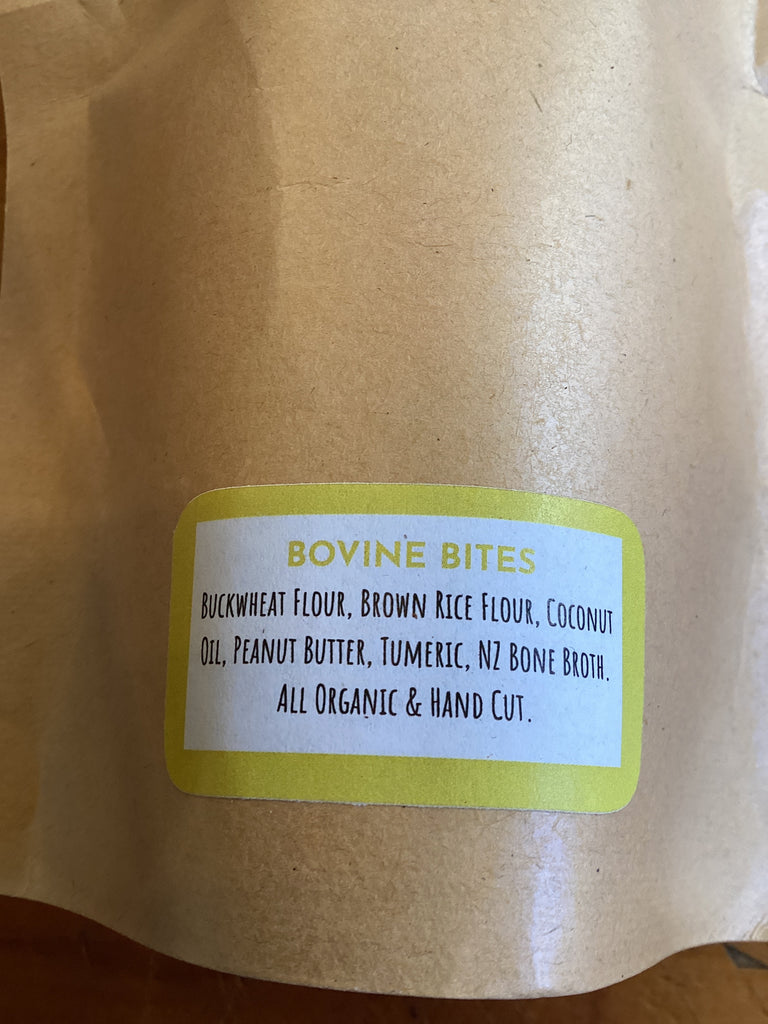 BOVINE BITES
BUCKWHEAT FLOUR, BROWN RICE FLOUR, COCONUT
OIL, PEANUT BUTTER, TUMERIC, NZ BONE BROTH.
ALL ORGANIC & HAND CUT.